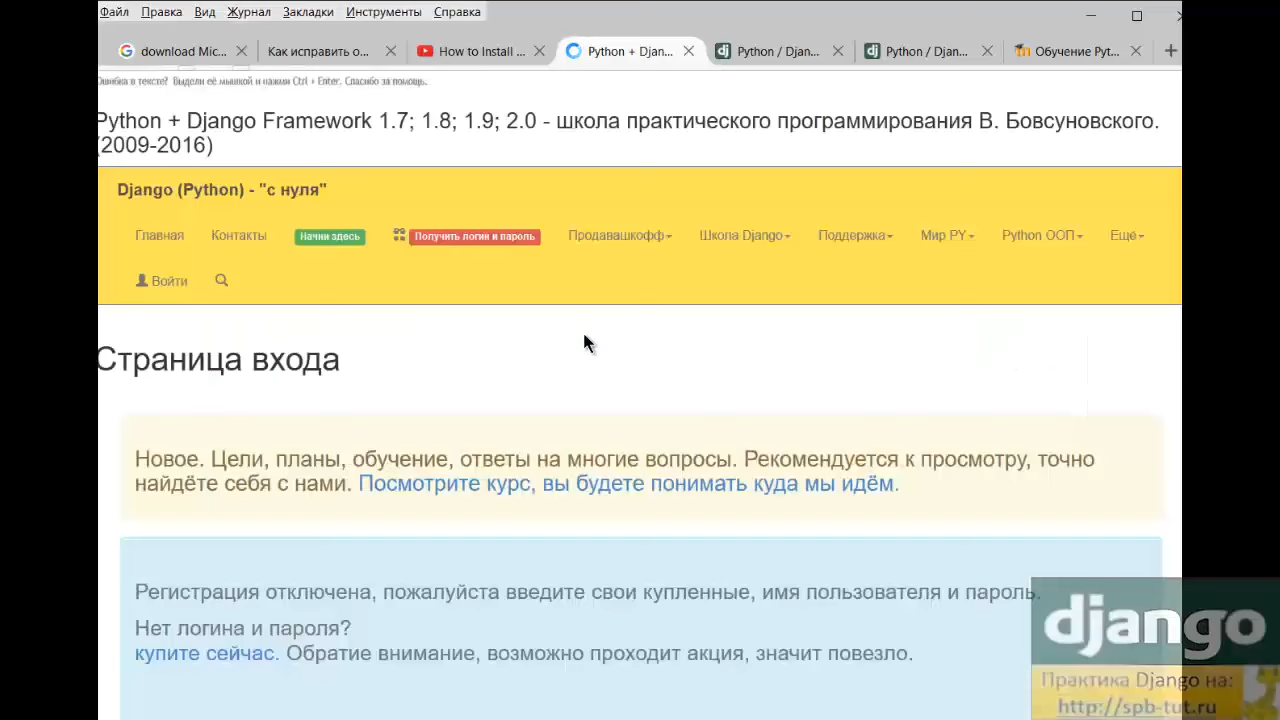 Файл Правка Вид Журнал Закладки Инструменты Справка
download Mic... Как исправить о... How to Install ... Python + Djan... Python / Djan... Python / Djan... Обучение Pyt...
Ошибка в тексте? Выдели её мышкой и нажми Ctrl + Enter. Спасибо за помощь.
Python + Django Framework 1.7; 1.8; 1.9; 2.0 - школа практического программирования В. Бовсуновского.
(2009-2016)
Django (Python) - "с нуля"
Главная Контакты Начни здесь Получить логин и пароль Продавашкофф Школа Django Поддержка Мир PY Python ООП Ещё
Войти
Страница входа
Новое. Цели, планы, обучение, ответы на многие вопросы. Рекомендуется к просмотру, точно
найдёте себя с нами. Посмотрите курс, вы будете понимать куда мы идём.
Регистрация отключена, пожалуйста введите свои купленные, имя пользователя и пароль.
Нет логина и пароля?
купите сейчас. Обратие внимание, возможно проходит акция, значит повезло.
django
Практика Django на:
http://spb-tut.ru